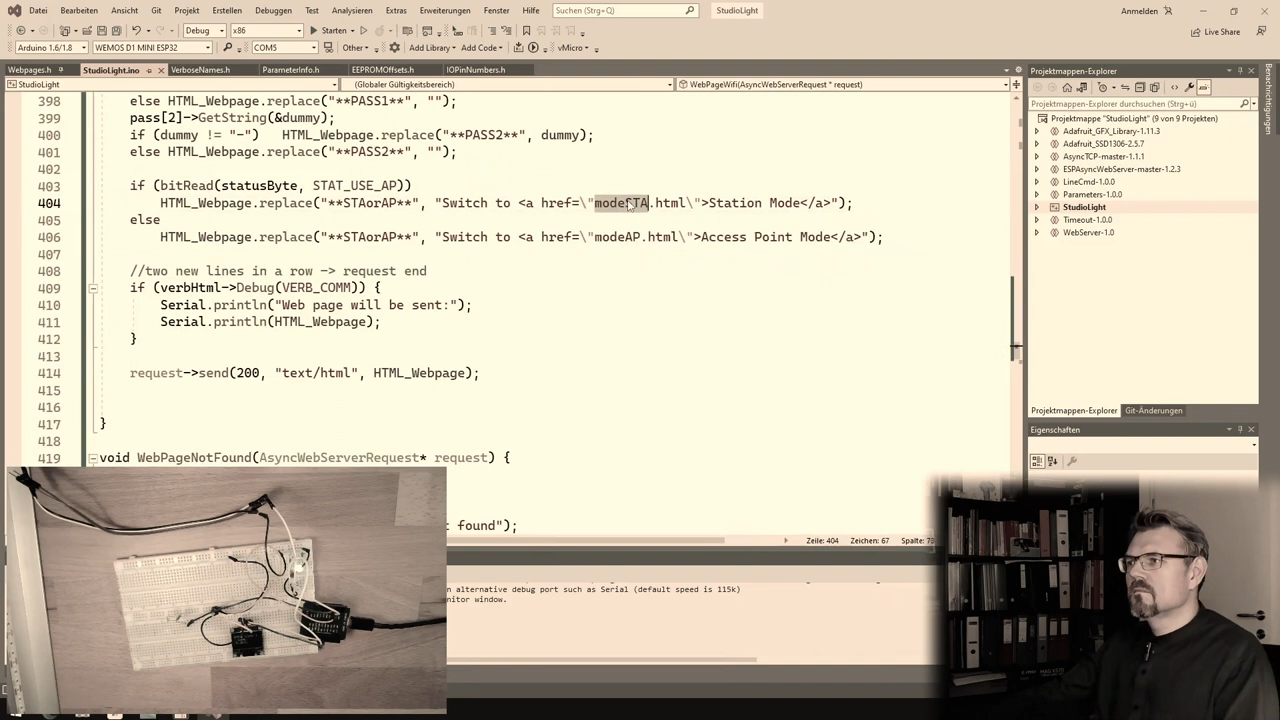 Datei Bearbeiten Ansicht Git Projekt Erstellen Debuggen Test Analysieren Extras Erweiterungen Fenster Hilfe Suchen (Strg+Q) StudioLight Anmelden
Debug x86 Starten Live Share
Arduino 1.6/1.8 WEMOS D1 MINI ESP32 COM5 Other Add Library Add Code vMicro
Webpages.h StudioLight.ino VerboseNames.h ParameterInfo.h EEPROMOffsets.h IOPinNumbers.h
StudioLight (Globaler Gültigkeitsbereich) WebPageWifi(AsyncWebServerRequest * request)
398 else HTML_Webpage.replace("**PASS1**", "");
399 pass[2]->GetString(&dummy);
400 if (dummy != "-") HTML_Webpage.replace("**PASS2**", dummy);
401 else HTML_Webpage.replace("**PASS2**", "");
402
403 if (bitRead(statusByte, STAT_USE_AP))
404 HTML_Webpage.replace("**STAorAP**", "Switch to <a href=\"modeSTA.html\">Station Mode</a>");
405 else
406 HTML_Webpage.replace("**STAorAP**", "Switch to <a href=\"modeAP.html\">Access Point Mode</a>");
407
408 //two new lines in a row -> request end
409 if (verbHtml->Debug(VERB_COMM)) {
410 Serial.println("Web page will be sent:");
411 Serial.println(HTML_Webpage);
412 }
413
414 request->send(200, "text/html", HTML_Webpage);
415
416
417 }
418
419 void WebPageNotFound(AsyncWebServerRequest* request) {
found");
Zeile: 404 Zeichen: 67 Spalte:
n alternative debug port such as Serial (default speed is 115k)
nitor window.
Projektmappen-Explorer
Projektmappen-Explorer durchsuchen (Strg+ü)
Projektmappe "StudioLight" (9 von 9 Projekten)
Adafruit_GFX_Library-1.11.3
Adafruit_SSD1306-2.5.7
AsyncTCP-master-1.1.1
ESPAsyncWebServer-master-1.2.3
LineCmd-1.0.0
Parameters-1.0.0
StudioLight
Timeout-1.0.0
WebServer-1.0
Projektmappen-Explorer Git-Änderungen
Eigenschaften
Benachrichtigungen